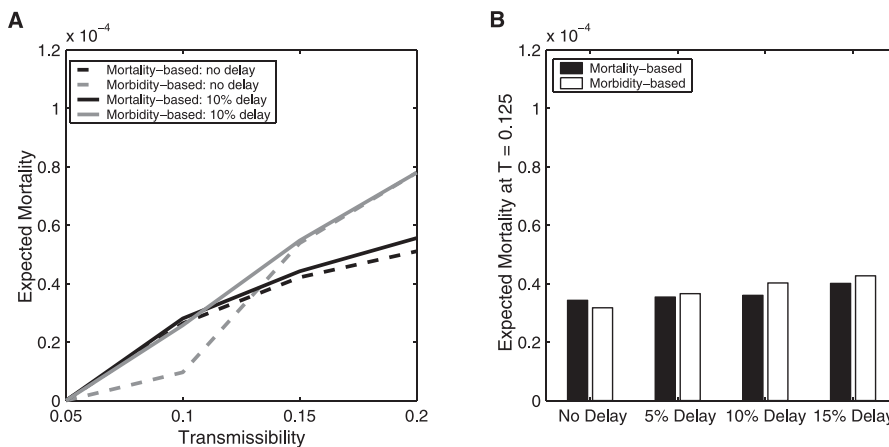 A
× 10⁻⁴
1.2
1
0.8
0.6
0.4
0.2
0
Expected Mortality
Mortality–based: no delay
Morbidity–based: no delay
Mortality–based: 10% delay
Morbidity–based: 10% delay
0.05
0.1
0.15
0.2
Transmissibility
B
× 10⁻⁴
1.2
1
0.8
0.6
0.4
0.2
0
Expected Mortality at T = 0.125
Mortality–based
Morbidity–based
No Delay
5% Delay
10% Delay
15% Delay